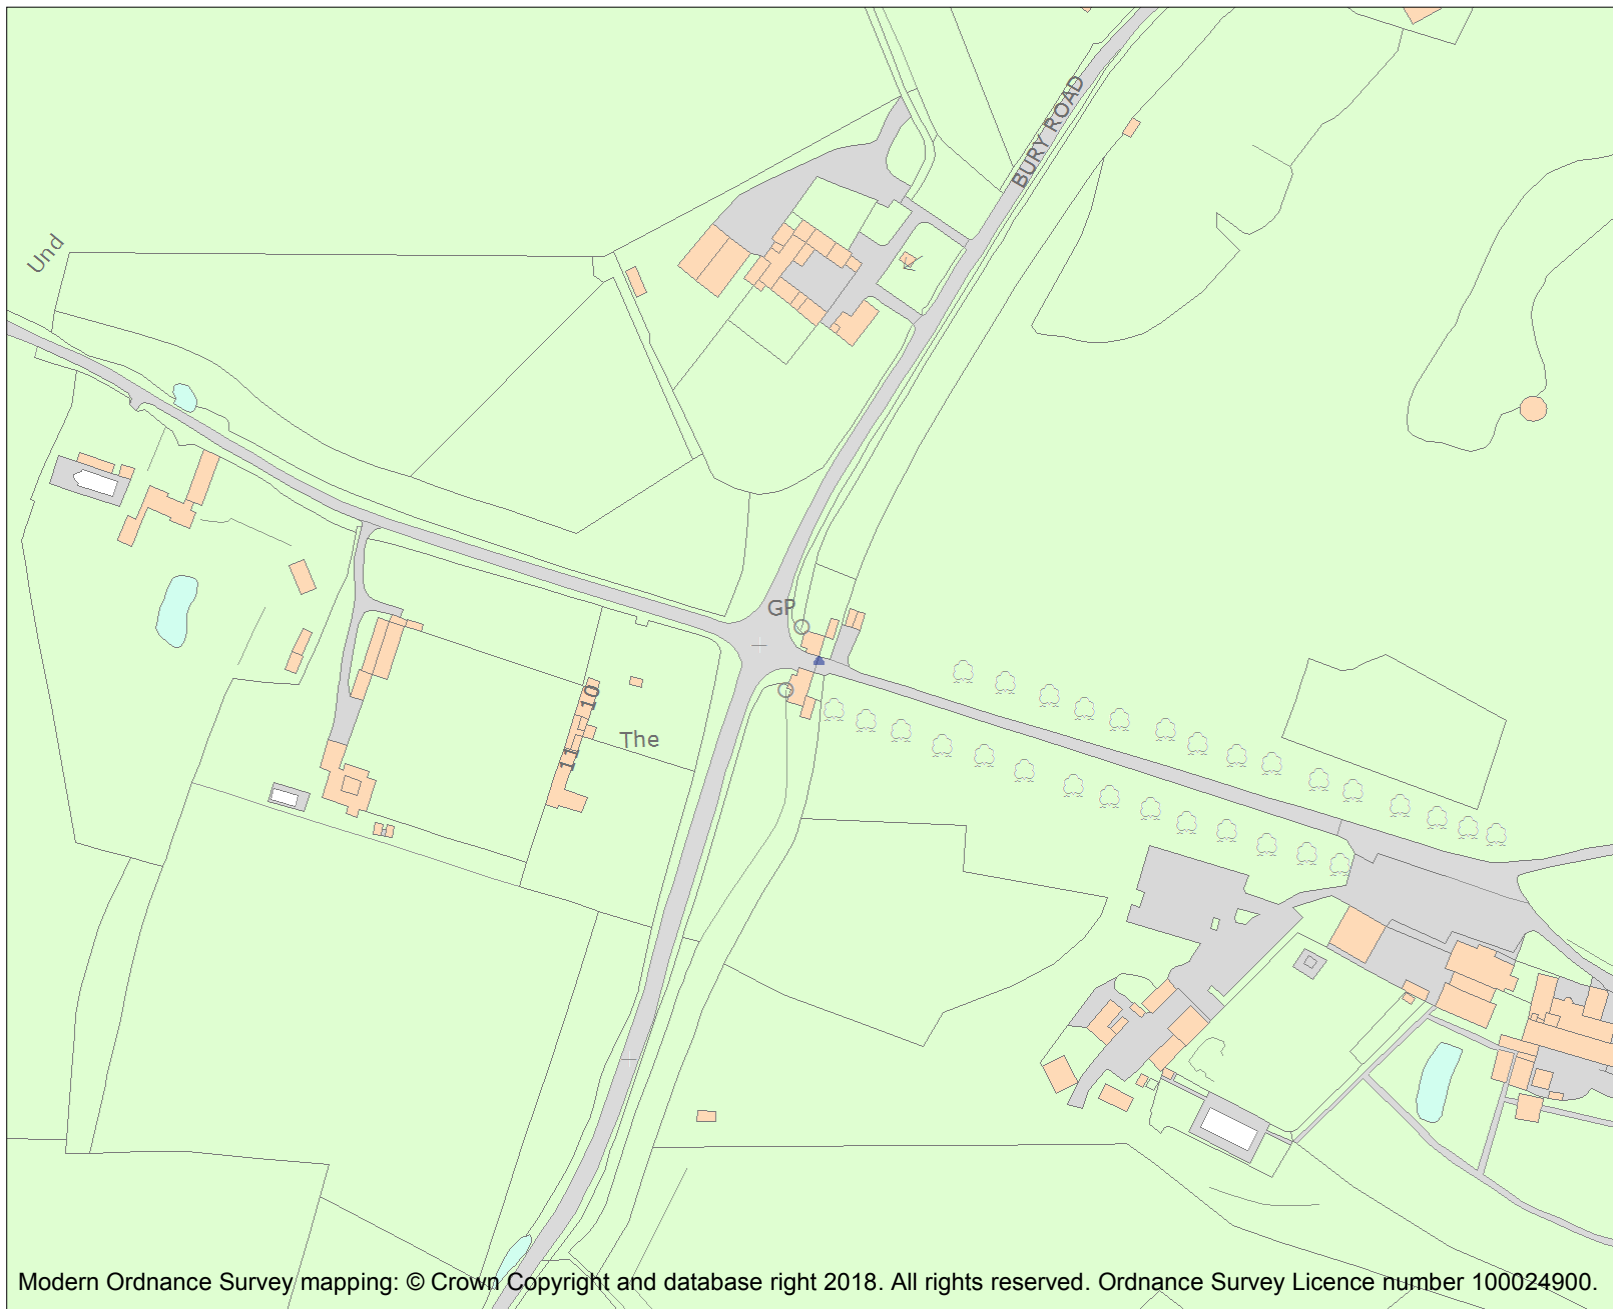 BURY ROAD
Und
GP
10
The
11
Modern Ordnance Survey mapping: © Crown Copyright and database right 2018. All rights reserved. Ordnance Survey Licence number 100024900.